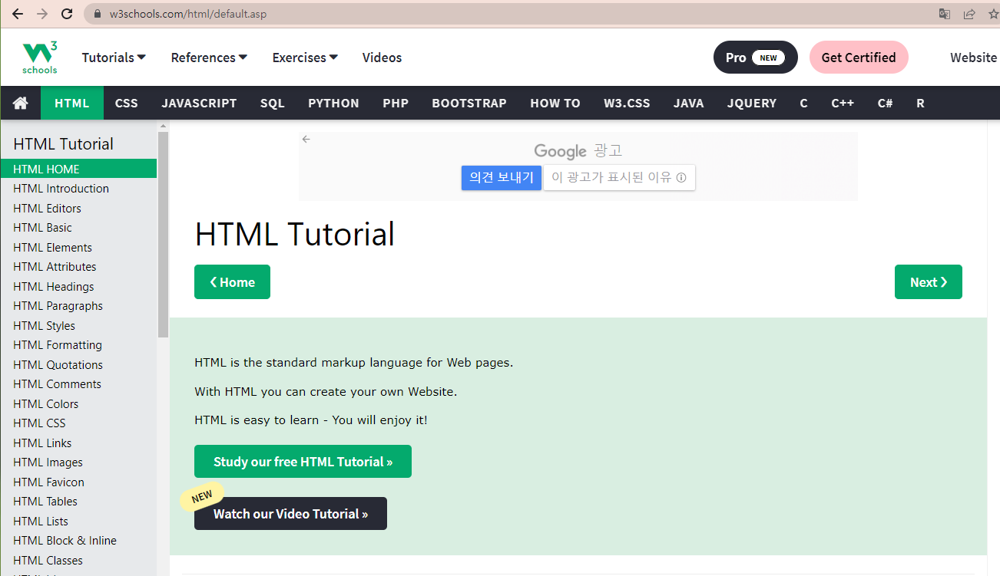 w3schools.com/html/default.asp
W3 schools
Tutorials References Exercises Videos Pro NEW Get Certified Website
HTML CSS JAVASCRIPT SQL PYTHON PHP BOOTSTRAP HOW TO W3.CSS JAVA JQUERY C C++ C# R
HTML Tutorial
HTML HOME
HTML Introduction
HTML Editors
HTML Basic
HTML Elements
HTML Attributes
HTML Headings
HTML Paragraphs
HTML Styles
HTML Formatting
HTML Quotations
HTML Comments
HTML Colors
HTML CSS
HTML Links
HTML Images
HTML Favicon
HTML Tables
HTML Lists
HTML Block & Inline
HTML Classes
Google 광고
의견 보내기 이 광고가 표시된 이유
HTML Tutorial
❮ Home Next ❯
HTML is the standard markup language for Web pages.
With HTML you can create your own Website.
HTML is easy to learn - You will enjoy it!
Study our free HTML Tutorial »
NEW
Watch our Video Tutorial »